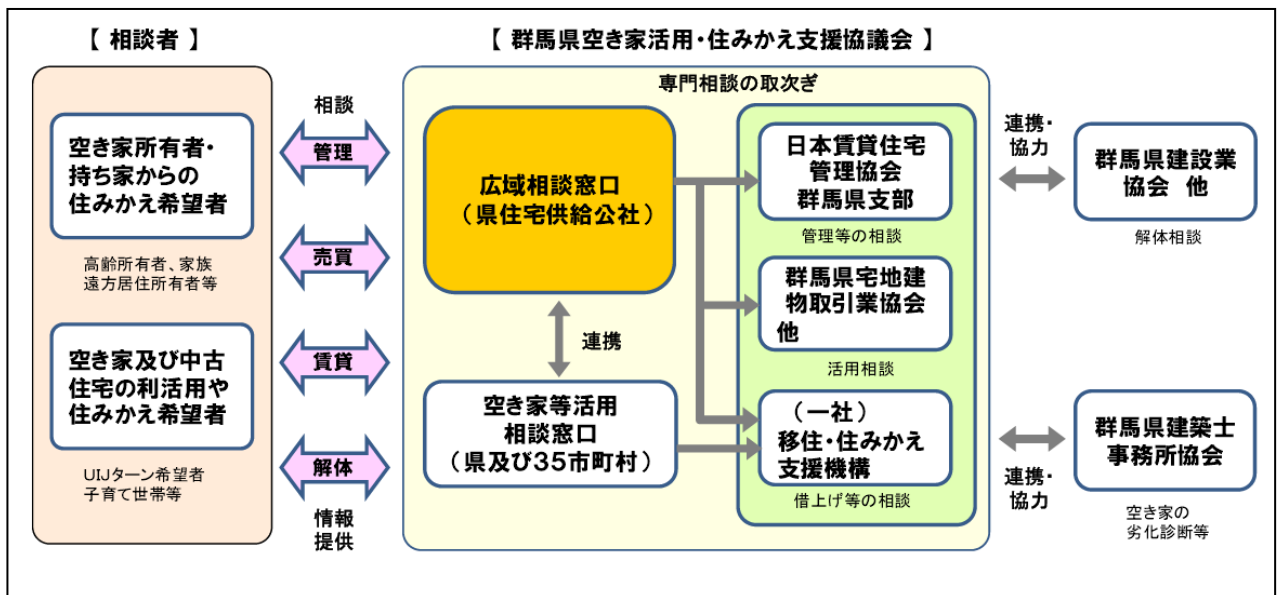 【 相談者 】
空き家所有者・
持ち家からの
住みかえ希望者
高齢所有者、家族
遠方居住所有者等
空き家及び中古
住宅の利活用や
住みかえ希望者
UIJターン希望者
子育て世帯等
相談
管理
売買
賃貸
解体
情報
提供
【 群馬県空き家活用・住みかえ支援協議会 】
専門相談の取次ぎ
広域相談窓口
（県住宅供給公社）
連携
空き家等活用
相談窓口
（県及び35市町村）
日本賃貸住宅
管理協会
群馬県支部
管理等の相談
群馬県宅地建
物取引業協会
他
活用相談
（一社）
移住・住みかえ
支援機構
借上げ等の相談
連携・
協力
群馬県建設業
協会 他
解体相談
連携・
協力
群馬県建築士
事務所協会
空き家の
劣化診断等